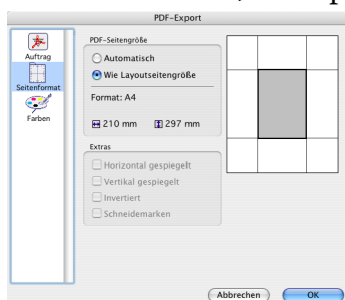 PDF-Export
Auftrag
Seitenformat
Farben
PDF-Seitengröße
Automatisch
Wie Layoutseitengröße
Format: A4
210 mm 297 mm
Extras
Horizontal gespiegelt
Vertikal gespiegelt
Invertiert
Schneidemarken
Abbrechen OK